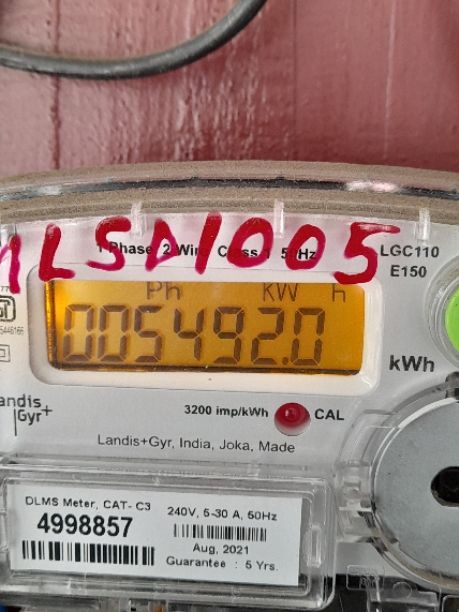 MLSD1005
1 Phase, 2 Wire Class 1 50Hz
LGC110
E150
Ph KW h
005492.0
kWh
3200 imp/kWh CAL
Landis+Gyr, India, Joka, Made
andis
Gyr+
DLMS Meter, CAT- C3
4998857
240V, 5-30 A, 50Hz
Aug, 2021
Guarantee : 5 Yrs.